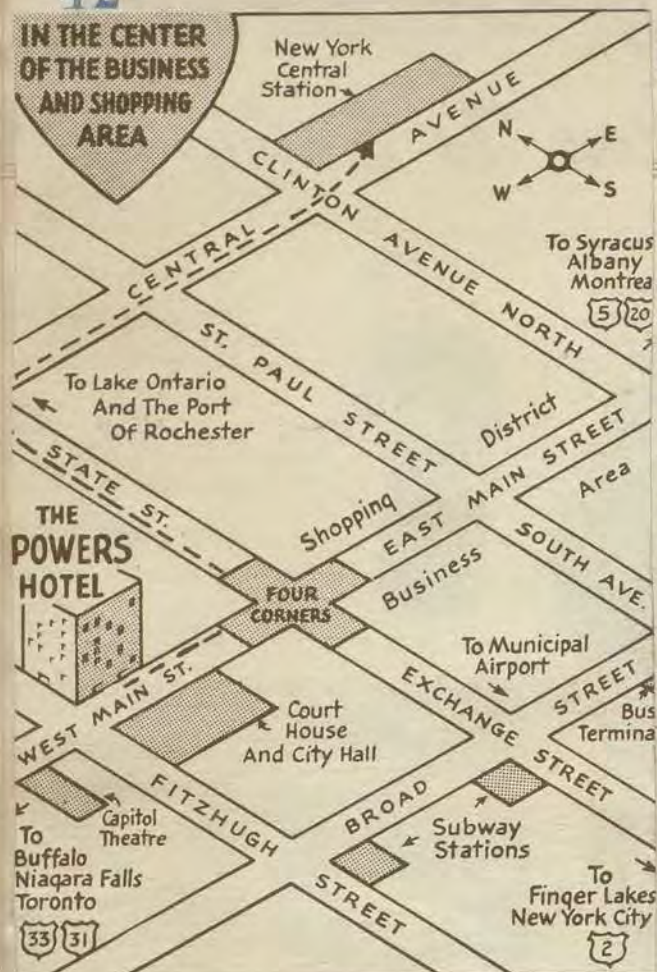 12
IN THE CENTER
OF THE BUSINESS
AND SHOPPING
AREA
New York
Central
Station
CENTRAL AVENUE
N
E
W
S
CLINTON AVENUE NORTH
To Syracus
Albany
Montrea
5 20
ST. PAUL STREET
To Lake Ontario
And The Port
Of Rochester
STATE ST.
Shopping District
EAST MAIN STREET
Business Area
SOUTH AVE.
THE
POWERS
HOTEL
FOUR
CORNERS
WEST MAIN ST.
To Municipal
Airport
EXCHANGE STREET
Bus
Termina
Court
House
And City Hall
BROAD STREET
FITZHUGH STREET
Capitol
Theatre
Subway
Stations
To
Buffalo
Niagara Falls
Toronto
33 31
To
Finger Lakes
New York City
2